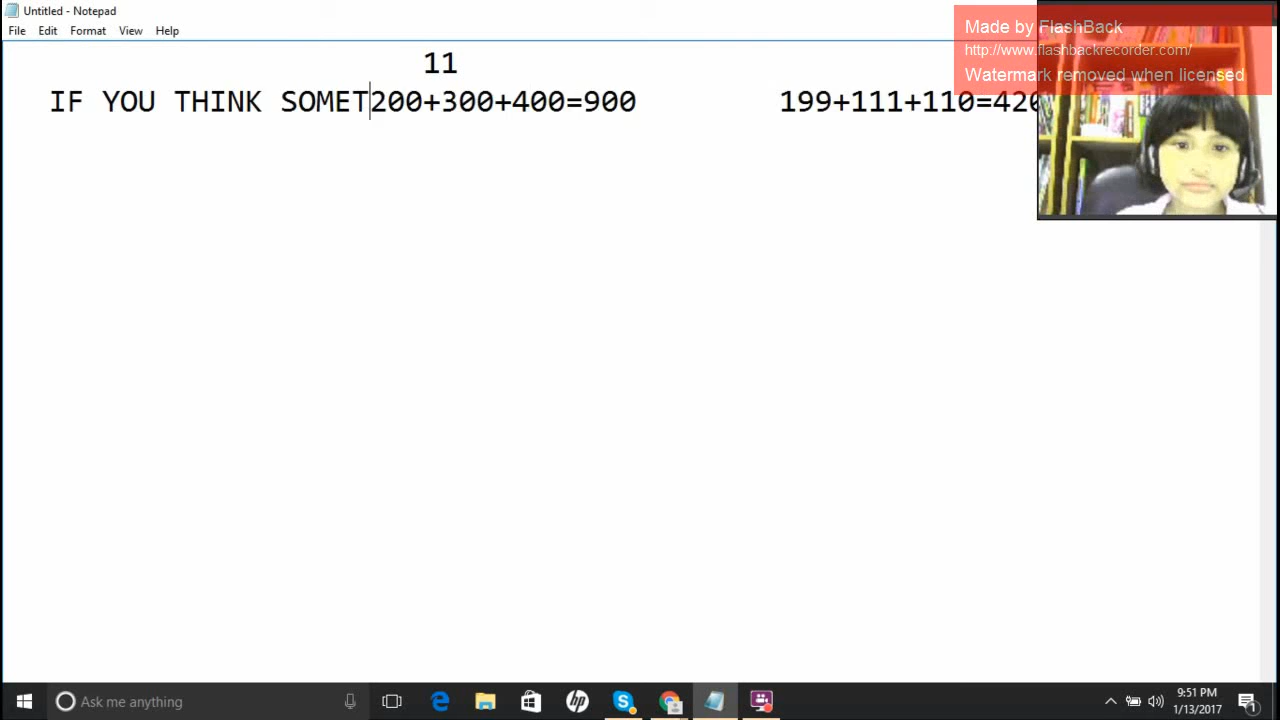 Untitled - Notepad
File Edit Format View Help
Made by FlashBack
http://www.flashbackrecorder.com/
Watermark removed when licensed
11
IF YOU THINK SOMET200+300+400=900 199+111+110=420
Ask me anything
9:51 PM
1/13/2017
1